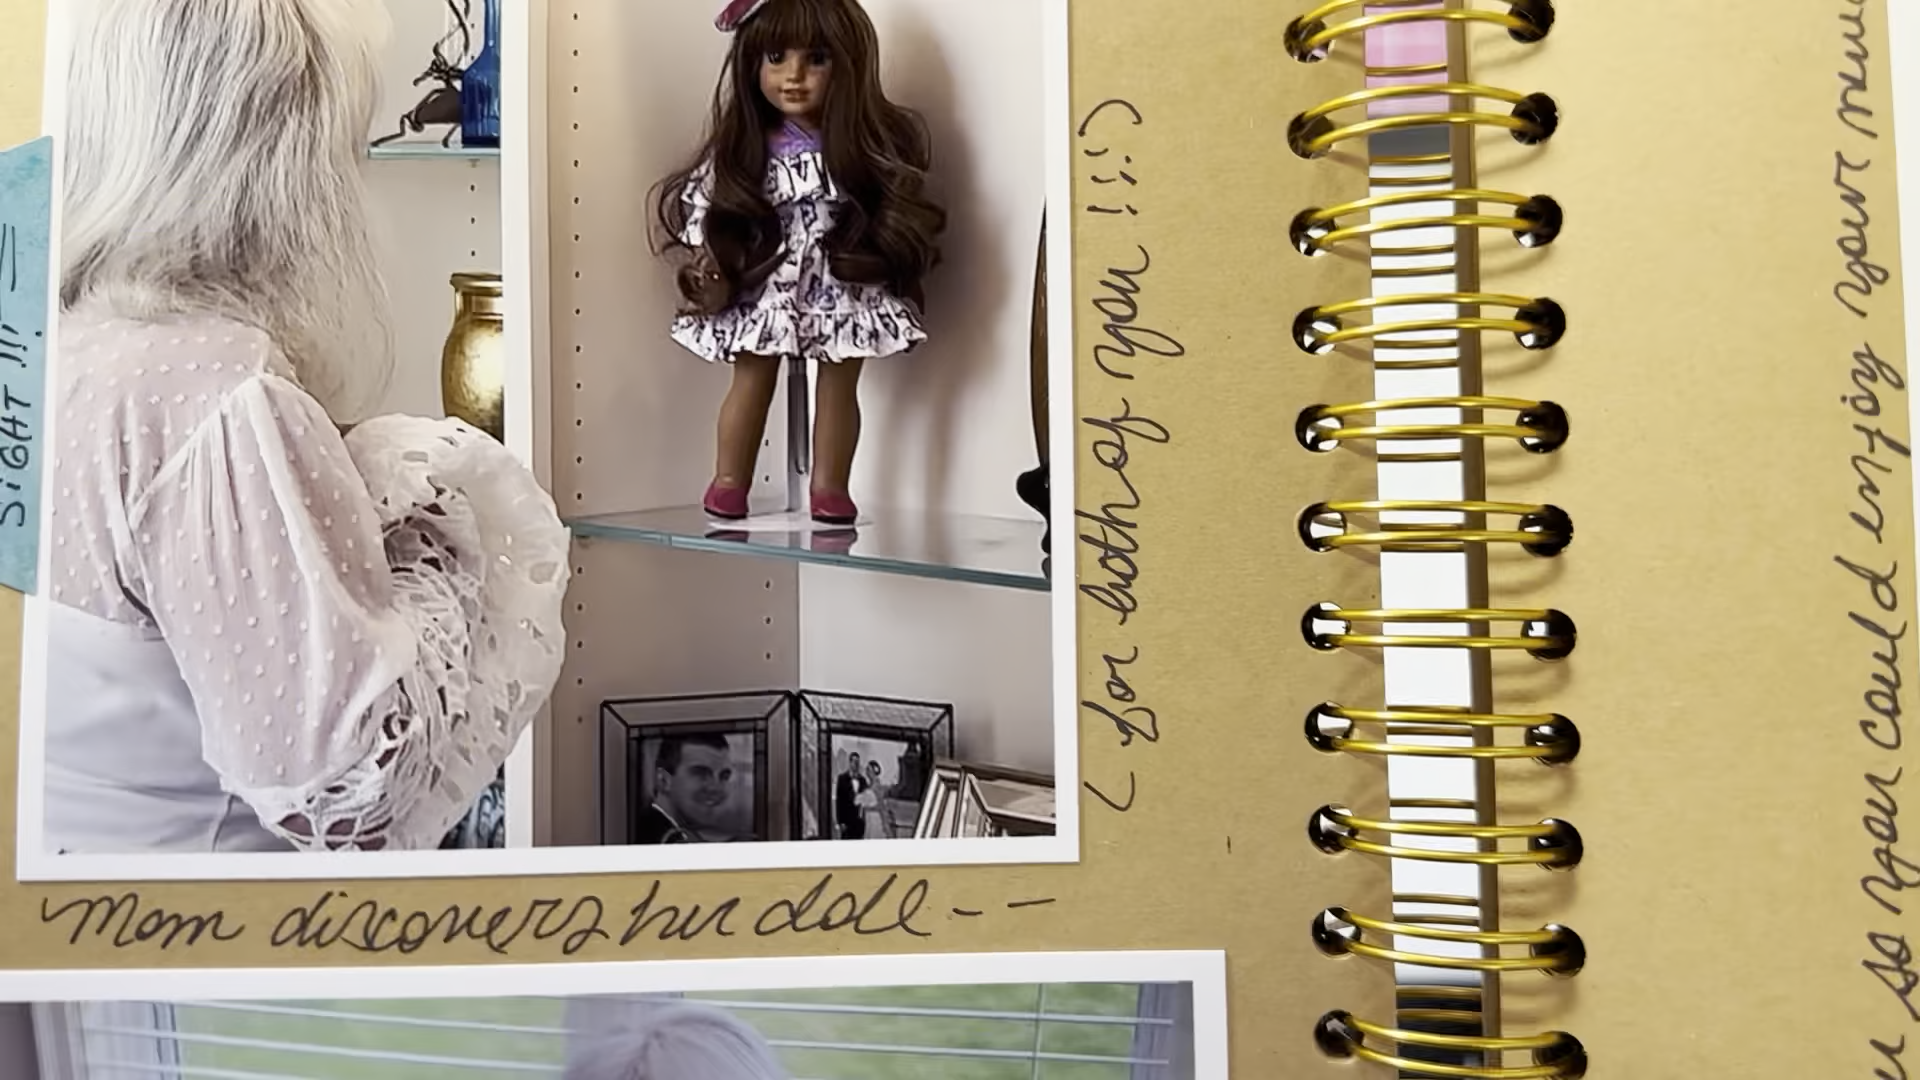 SIGHT !!!
Mom discovers her doll --
(for both of you !!!)
so you could enjoy your